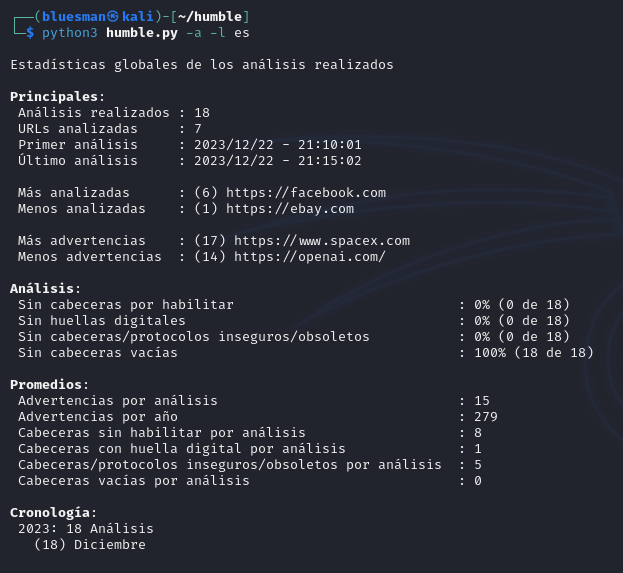 ┌──(bluesman㉿kali)-[~/humble]
└─$ python3 humble.py -a -l es
Estadísticas globales de los análisis realizados
Principales:
Análisis realizados : 18
URLs analizadas : 7
Primer análisis : 2023/12/22 - 21:10:01
Último análisis : 2023/12/22 - 21:15:02
Más analizadas : (6) https://facebook.com
Menos analizadas : (1) https://ebay.com
Más advertencias : (17) https://www.spacex.com
Menos advertencias : (14) https://openai.com/
Análisis:
Sin cabeceras por habilitar : 0% (0 de 18)
Sin huellas digitales : 0% (0 de 18)
Sin cabeceras/protocolos inseguros/obsoletos : 0% (0 de 18)
Sin cabeceras vacías : 100% (18 de 18)
Promedios:
Advertencias por análisis : 15
Advertencias por año : 279
Cabeceras sin habilitar por análisis : 8
Cabeceras con huella digital por análisis : 1
Cabeceras/protocolos inseguros/obsoletos por análisis : 5
Cabeceras vacías por análisis : 0
Cronología:
2023: 18 Análisis
(18) Diciembre